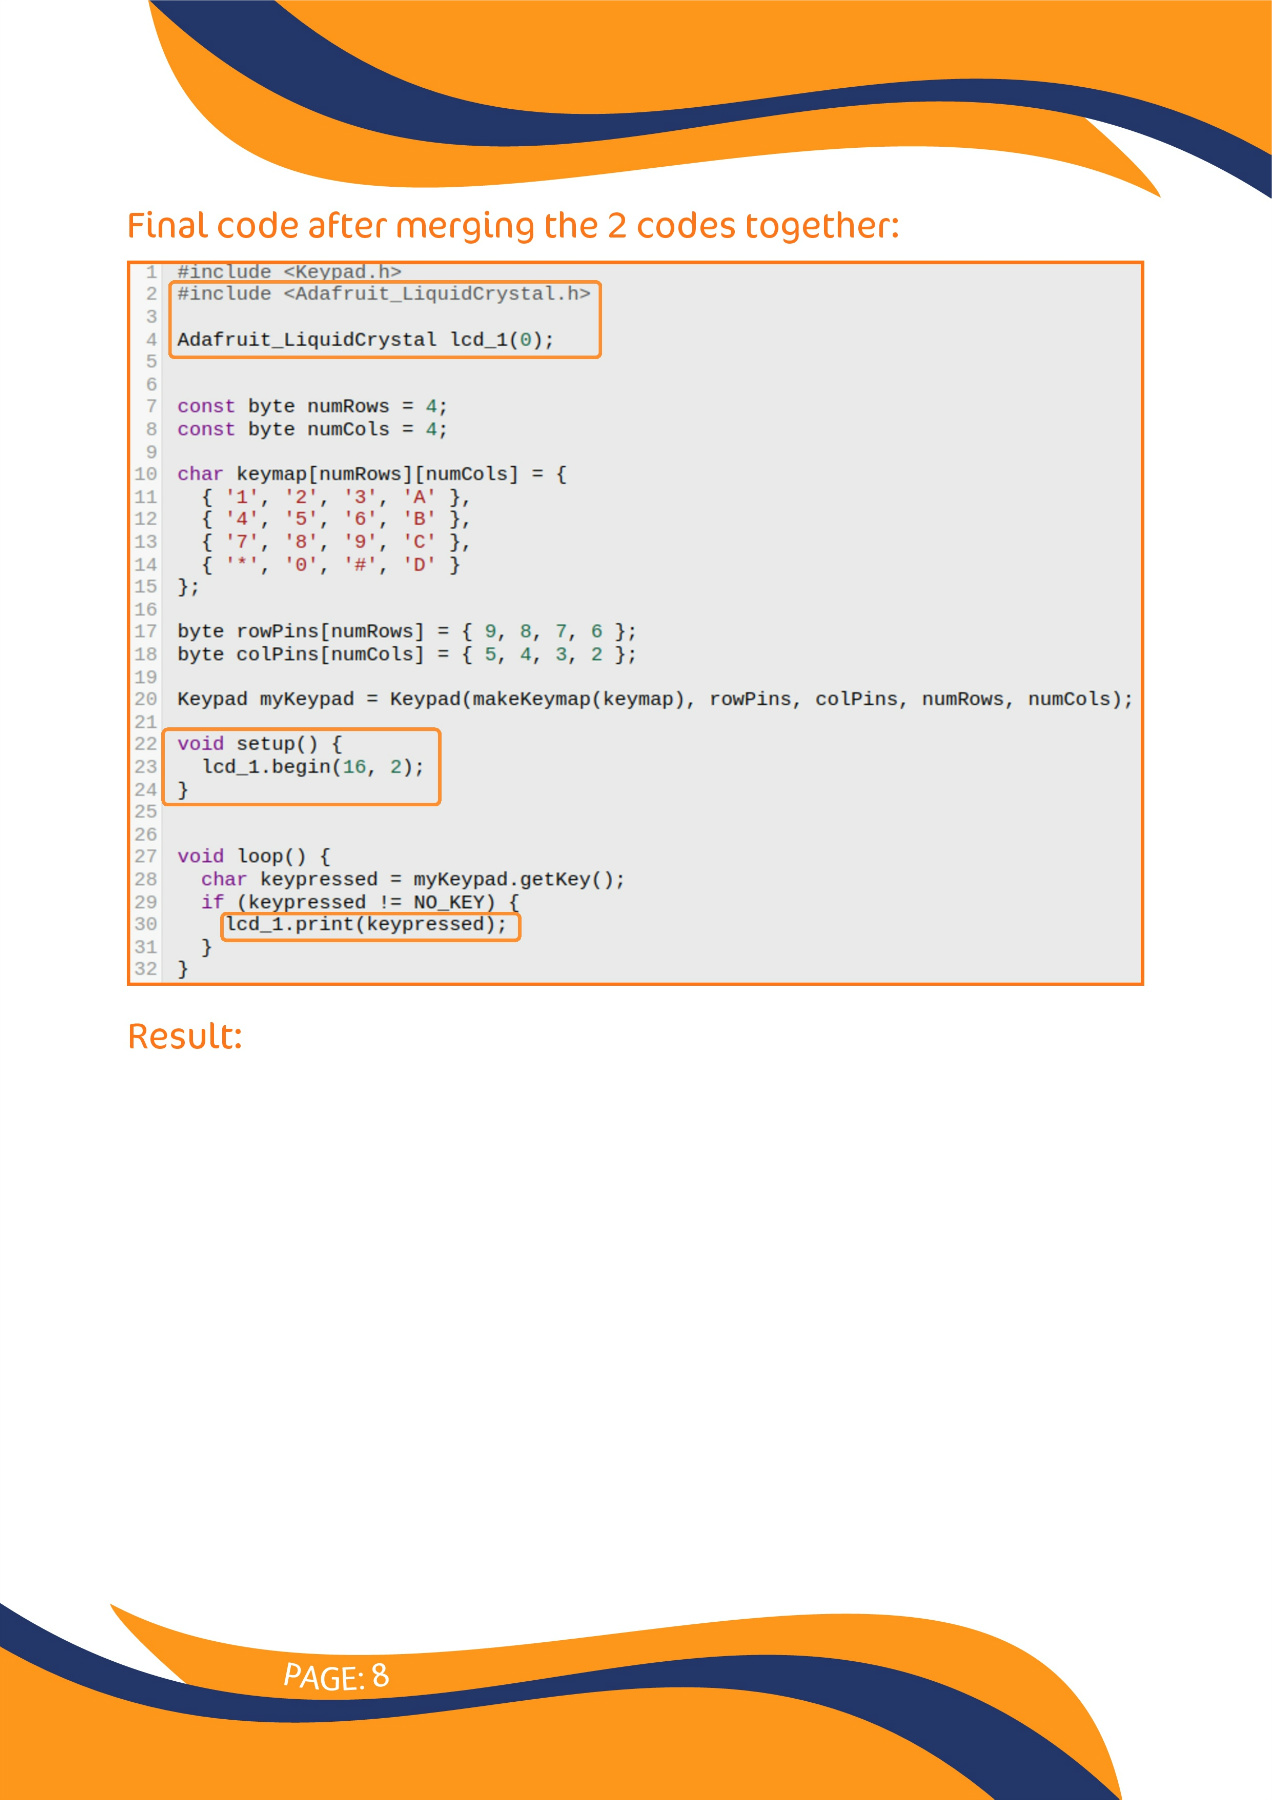 Final code after merging the 2 codes together:
1 #include <Keypad.h>
2 #include <Adafruit_LiquidCrystal.h>
3
4 Adafruit_LiquidCrystal lcd_1(0);
5
6
7 const byte numRows = 4;
8 const byte numCols = 4;
9
10 char keymap[numRows][numCols] = {
11   { '1', '2', '3', 'A' },
12   { '4', '5', '6', 'B' },
13   { '7', '8', '9', 'C' },
14   { '*', '0', '#', 'D' }
15 };
16
17 byte rowPins[numRows] = { 9, 8, 7, 6 };
18 byte colPins[numCols] = { 5, 4, 3, 2 };
19
20 Keypad myKeypad = Keypad(makeKeymap(keymap), rowPins, colPins, numRows, numCols);
21
22 void setup() {
23   lcd_1.begin(16, 2);
24 }
25
26
27 void loop() {
28   char keypressed = myKeypad.getKey();
29   if (keypressed != NO_KEY) {
30     lcd_1.print(keypressed);
31   }
32 }
Result:
PAGE: 8